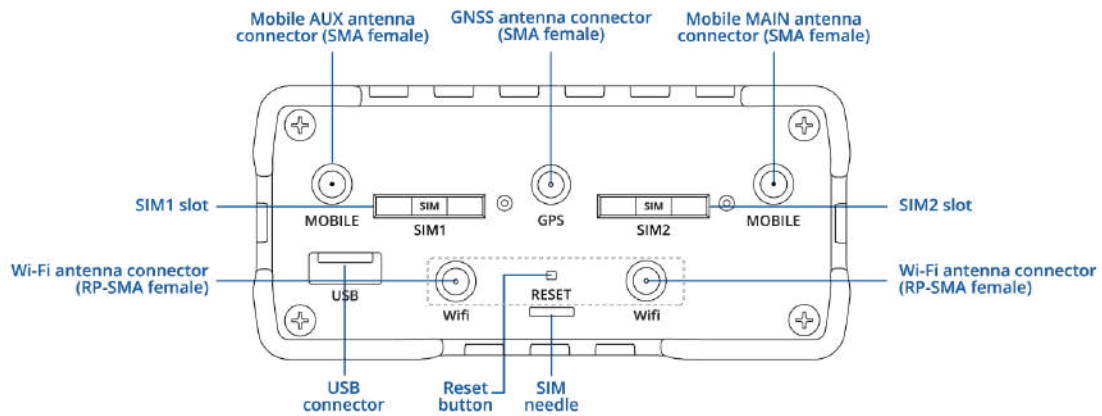 Mobile AUX antenna
connector (SMA female)
GNSS antenna connector
(SMA female)
Mobile MAIN antenna
connector (SMA female)
SIM1 slot
MOBILE
SIM
SIM1
GPS
SIM
SIM2
MOBILE
SIM2 slot
Wi-Fi antenna connector
(RP-SMA female)
USB
Wifi
RESET
Wifi
Wi-Fi antenna connector
(RP-SMA female)
USB
connector
Reset
button
SIM
needle